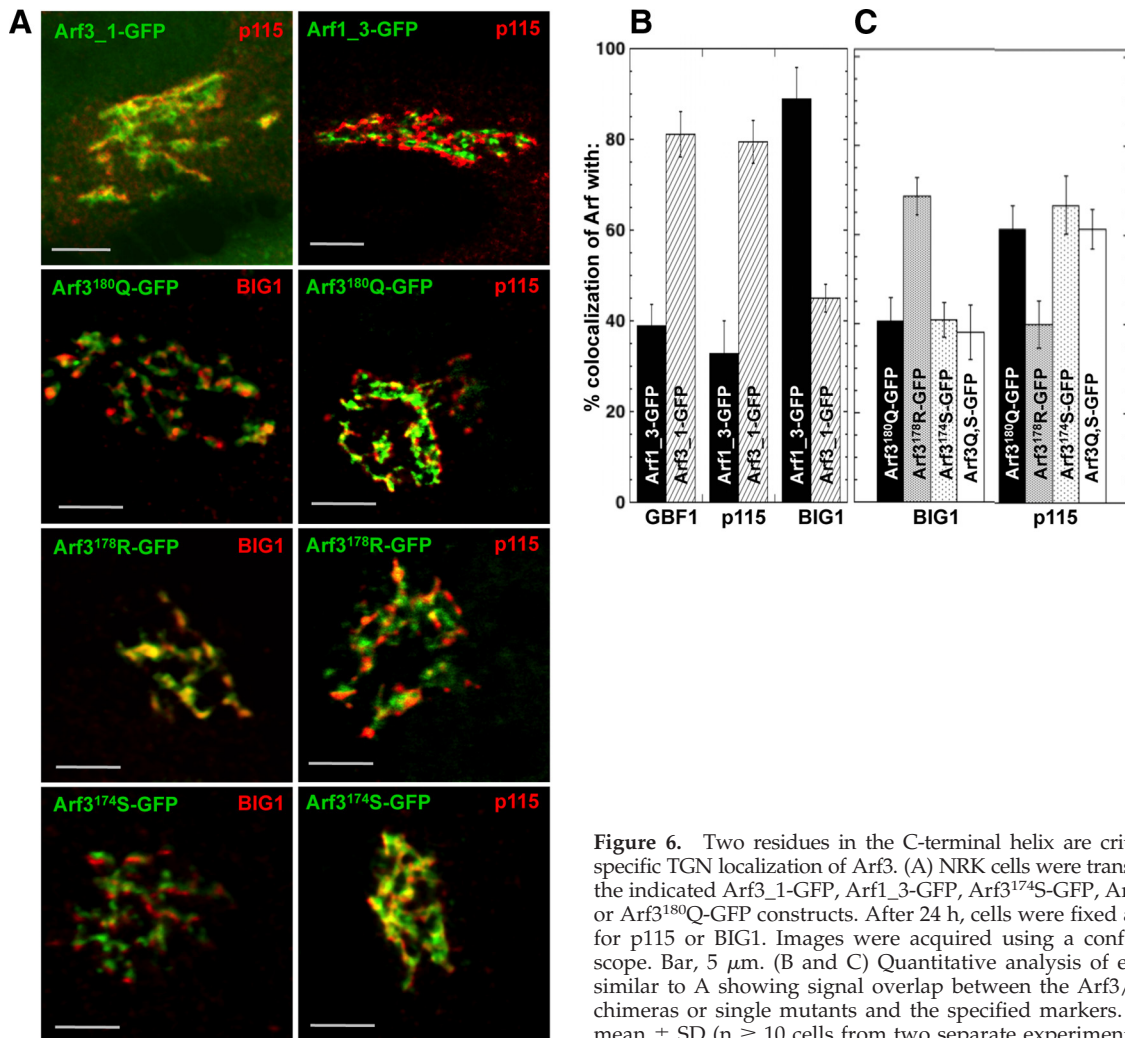 A
Arf3_1-GFP p115
Arf1_3-GFP p115
Arf3¹⁸⁰Q-GFP BIG1
Arf3¹⁸⁰Q-GFP p115
Arf3¹⁷⁸R-GFP BIG1
Arf3¹⁷⁸R-GFP p115
Arf3¹⁷⁴S-GFP BIG1
Arf3¹⁷⁴S-GFP p115
B
C
% colocalization of Arf with:
100
80
60
40
20
0
Arf1_3-GFP
Arf3_1-GFP
Arf1_3-GFP
Arf3_1-GFP
Arf1_3-GFP
Arf3_1-GFP
GBF1 p115 BIG1
Arf3¹⁸⁰Q-GFP
Arf3¹⁷⁸R-GFP
Arf3¹⁷⁴S-GFP
Arf3Q,S-GFP
Arf3¹⁸⁰Q-GFP
Arf3¹⁷⁸R-GFP
Arf3¹⁷⁴S-GFP
Arf3Q,S-GFP
BIG1 p115
Figure 6. Two residues in the C-terminal helix are crit
specific TGN localization of Arf3. (A) NRK cells were trans
the indicated Arf3_1-GFP, Arf1_3-GFP, Arf3¹⁷⁴S-GFP, Ar
or Arf3¹⁸⁰Q-GFP constructs. After 24 h, cells were fixed a
for p115 or BIG1. Images were acquired using a conf
scope. Bar, 5 μm. (B and C) Quantitative analysis of e
similar to A showing signal overlap between the Arf3/
chimeras or single mutants and the specified markers.
mean ± SD (n ≥ 10 cells from two separate experimen